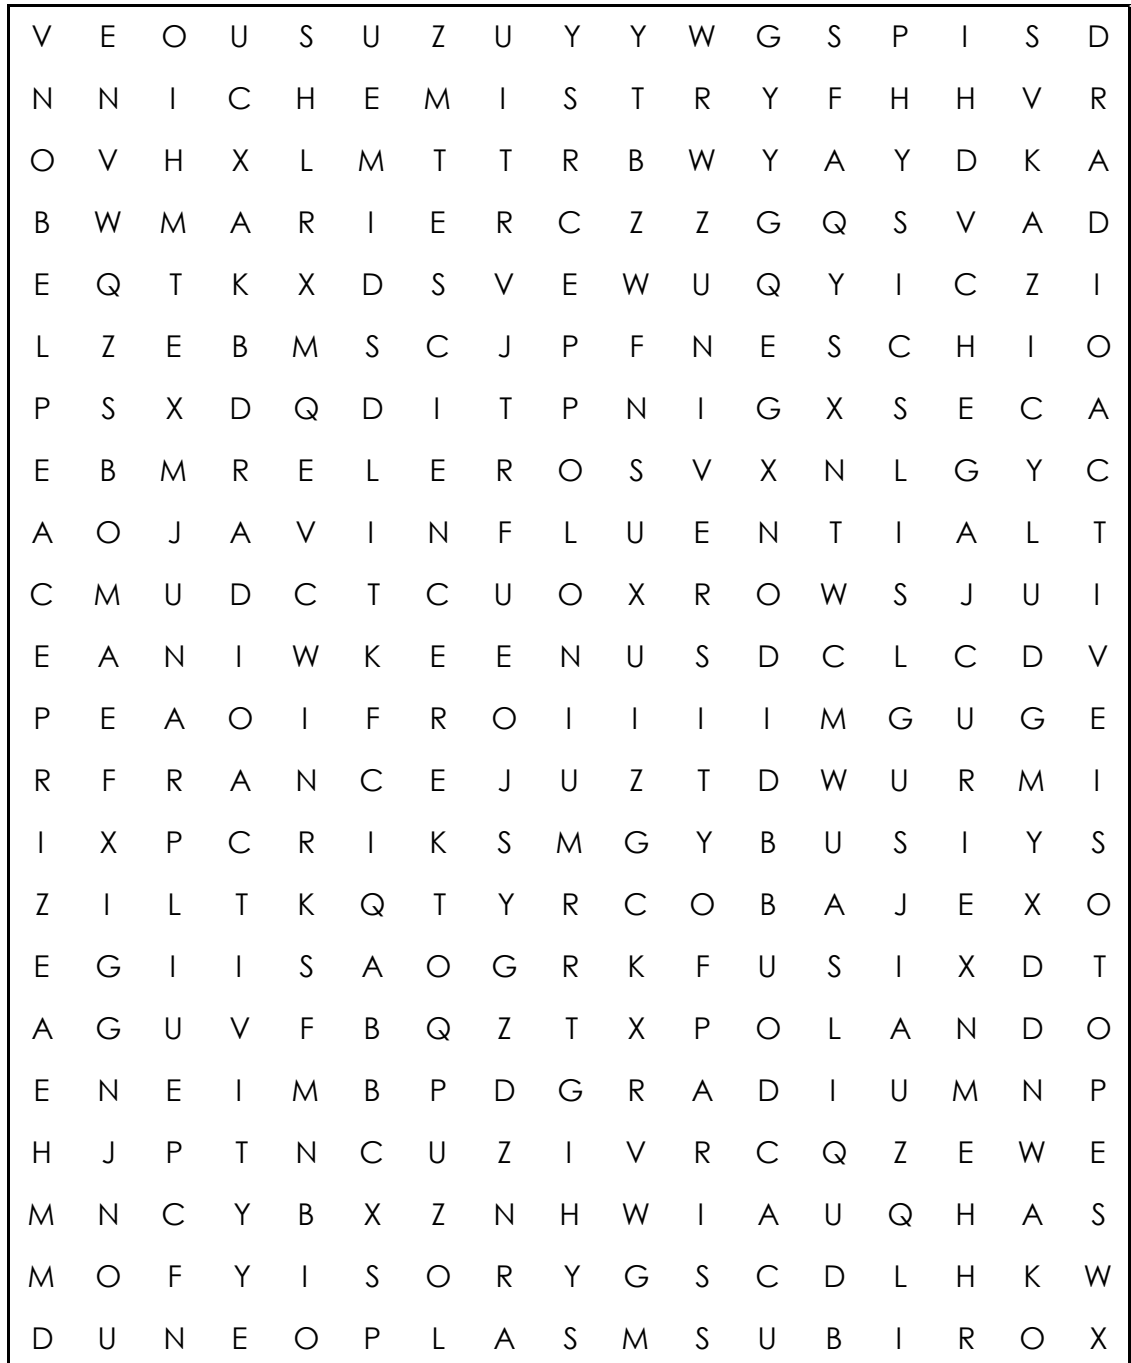 V E O U S U Z U Y Y W G S P I S D
N N I C H E M I S T R Y F H H V R
O V H X L M T T R B W Y A Y D K A
B W M A R I E R C Z Z G Q S V A D
E Q T K X D S V E W U Q Y I C Z I
L Z E B M S C J P F N E S C H I O
P S X D Q D I T P N I G X S E C A
E B M R E L E R O S V X N L G Y C
A O J A V I N F L U E N T I A L T
C M U D C T C U O X R O W S J U I
E A N I W K E E N U S D C L C D V
P E A O I F R O I I I I M G U G E
R F R A N C E J U Z T D W U R M I
I X P C R I K S M G Y B U S I Y S
Z I L T K Q T Y R C O B A J E X O
E G I I S A O G R K F U S I X D T
A G U V F B Q Z T X P O L A N D O
E N E I M B P D G R A D I U M N P
H J P T N C U Z I V R C Q Z E W E
M N C Y B X Z N H W I A U Q H A S
M O F Y I S O R Y G S C D L H K W
D U N E O P L A S M S U B I R O X